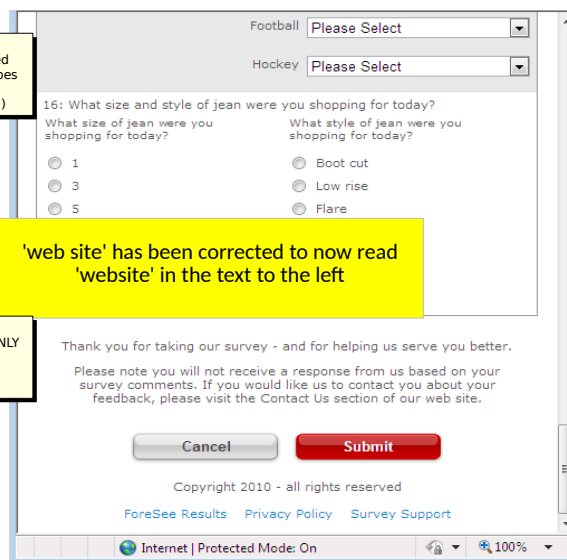 Football Please Select
Hockey Please Select
16: What size and style of jean were you shopping for today?
What size of jean were you
shopping for today?
What style of jean were you
shopping for today?
1 Boot cut
3 Low rise
5 Flare
'web site' has been corrected to now read
'website' in the text to the left
Thank you for taking our survey - and for helping us serve you better.
Please note you will not receive a response from us based on your
survey comments. If you would like us to contact you about your
feedback, please visit the Contact Us section of our web site.
Cancel Submit
Copyright 2010 - all rights reserved
ForeSee Results Privacy Policy Survey Support
Internet | Protected Mode: On 100%